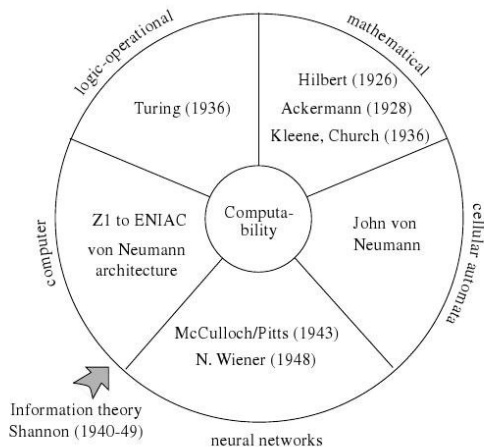 logic-operational
mathematical
Turing (1936)
Hilbert (1926)
Ackermann (1928)
Kleene, Church (1936)
Computa-
bility
Z1 to ENIAC
von Neumann
architecture
John von
Neumann
computer
cellular automata
McCulloch/Pitts (1943)
N. Wiener (1948)
Information theory
Shannon (1940-49)
neural networks